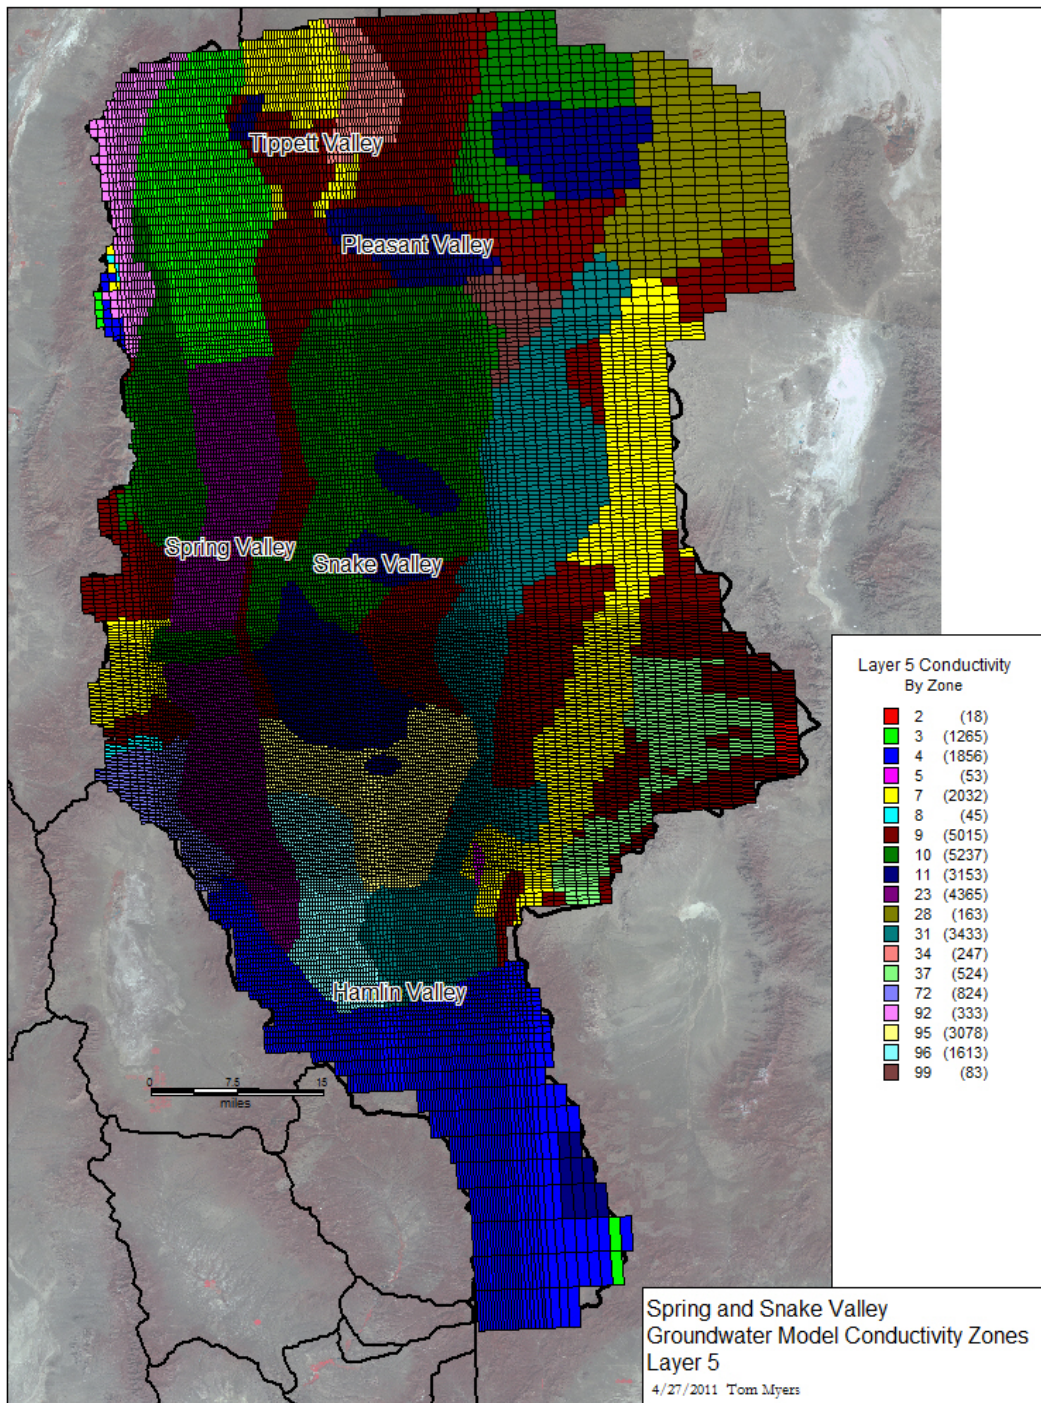 Tippett Valley
Pleasant Valley
Spring Valley
Snake Valley
Hamlin Valley
0 7.5 15
miles
Layer 5 Conductivity
By Zone
2 (18)
3 (1265)
4 (1856)
5 (53)
7 (2032)
8 (45)
9 (5015)
10 (5237)
11 (3153)
23 (4365)
28 (163)
31 (3433)
34 (247)
37 (524)
72 (824)
92 (333)
95 (3078)
96 (1613)
99 (83)
Spring and Snake Valley
Groundwater Model Conductivity Zones
Layer 5
4/27/2011 Tom Myers